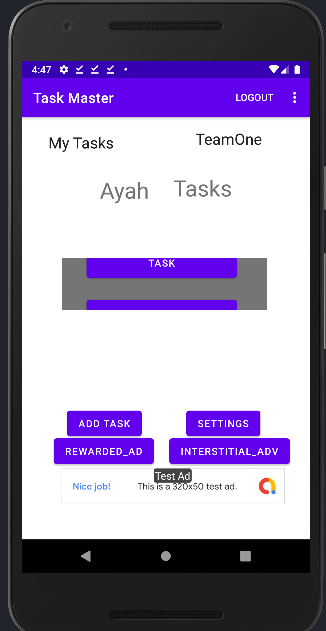 4:47
Task Master LOGOUT
My Tasks TeamOne
Ayah Tasks
TASK
ADD TASK SETTINGS
REWARDED_AD INTERSTITIAL_ADV
Test Ad
Nice job! This is a 320x50 test ad.